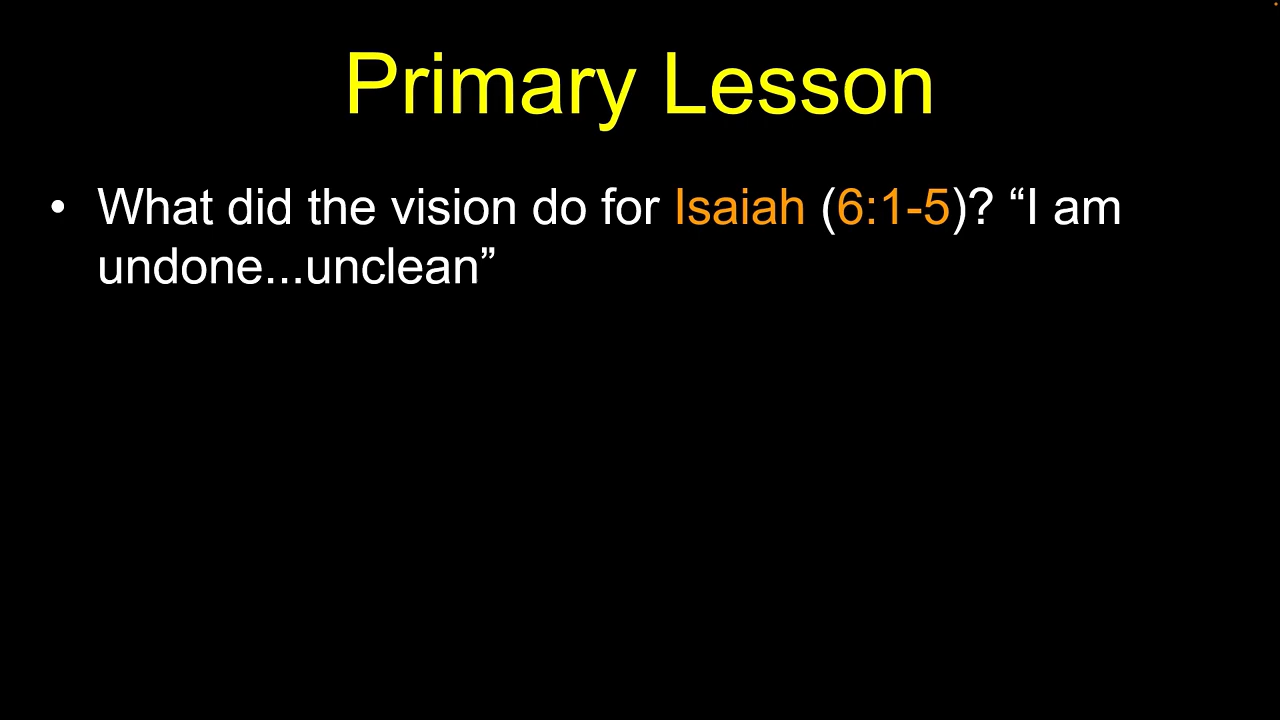 Primary Lesson
• What did the vision do for Isaiah (6:1-5)? “I am
undone...unclean”